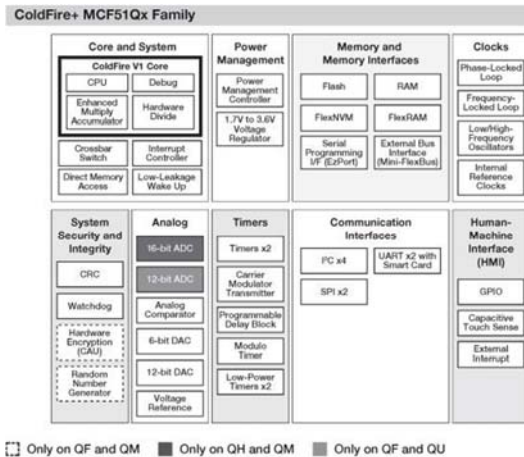 ColdFire+ MCF51Qx Family
Core and System
ColdFire V1 Core
CPU
Debug
Enhanced
Multiply
Accumulator
Hardware
Divide
Crossbar
Switch
Interrupt
Controller
Direct Memory
Access
Low-Leakage
Wake Up
Power
Management
Power
Management
Controller
1.7V to 3.6V
Voltage
Regulator
Memory and
Memory Interfaces
Flash
RAM
FlexNVM
FlexRAM
Serial
Programming
I/F (EzPort)
External Bus
Interface
(Mini-FlexBus)
Clocks
Phase-Locked
Loop
Frequency-
Locked Loop
Low/High-
Frequency
Oscillators
Internal
Reference
Clocks
System
Security and
Integrity
CRC
Watchdog
Hardware
Encryption
(CAU)
Random
Number
Generator
Analog
16-bit ADC
12-bit ADC
Analog
Comparator
6-bit DAC
12-bit DAC
Voltage
Reference
Timers
Timers x2
Carrier
Modulator
Transmitter
Programmable
Delay Block
Modulo
Timer
Low-Power
Timers x2
Communication
Interfaces
I²C x4
UART x2 with
Smart Card
SPI x2
Human-
Machine
Interface
(HMI)
GPIO
Capacitive
Touch Sense
External
Interrupt
Only on QF and QM
Only on QH and QM
Only on QF and QU